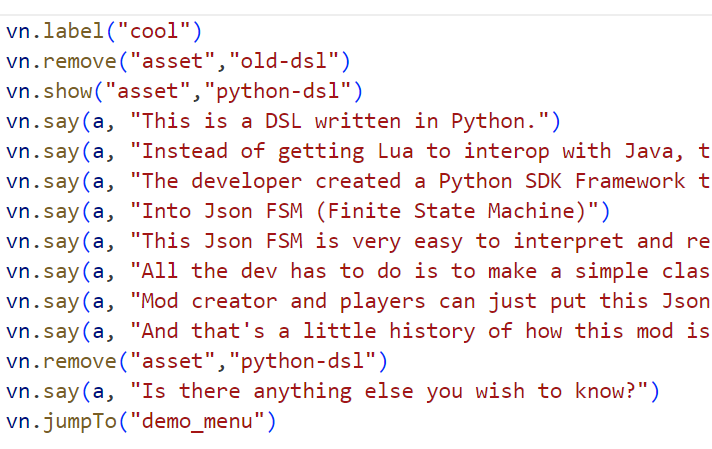 vn.label("cool")
vn.remove("asset","old-dsl")
vn.show("asset","python-dsl")
vn.say(a, "This is a DSL written in Python.")
vn.say(a, "Instead of getting Lua to interop with Java, t
vn.say(a, "The developer created a Python SDK Framework t
vn.say(a, "Into Json FSM (Finite State Machine)")
vn.say(a, "This Json FSM is very easy to interpret and re
vn.say(a, "All the dev has to do is to make a simple clas
vn.say(a, "Mod creator and players can just put this Json
vn.say(a, "And that's a little history of how this mod is
vn.remove("asset","python-dsl")
vn.say(a, "Is there anything else you wish to know?")
vn.jumpTo("demo_menu")